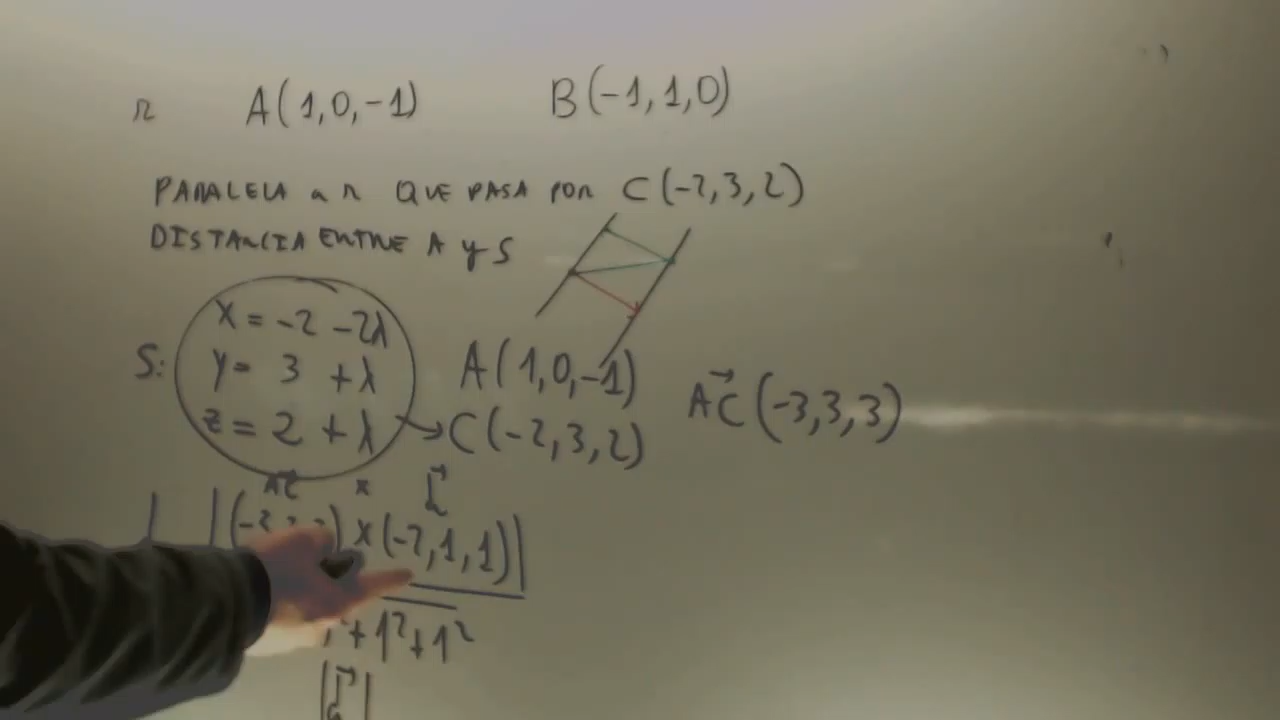 r A(1,0,-1) B(-1,1,0)
PARALELA a r QUE PASA POR C(-2,3,2)
DISTANCIA ENTRE A y S
S:
x = -2 -2λ
y = 3 +λ
z = 2 +λ
A(1,0,-1)
C(-2,3,2)
AC⃗(-3,3,3)
AC⃗ x
x(-2,1,1)|
+1²+1²